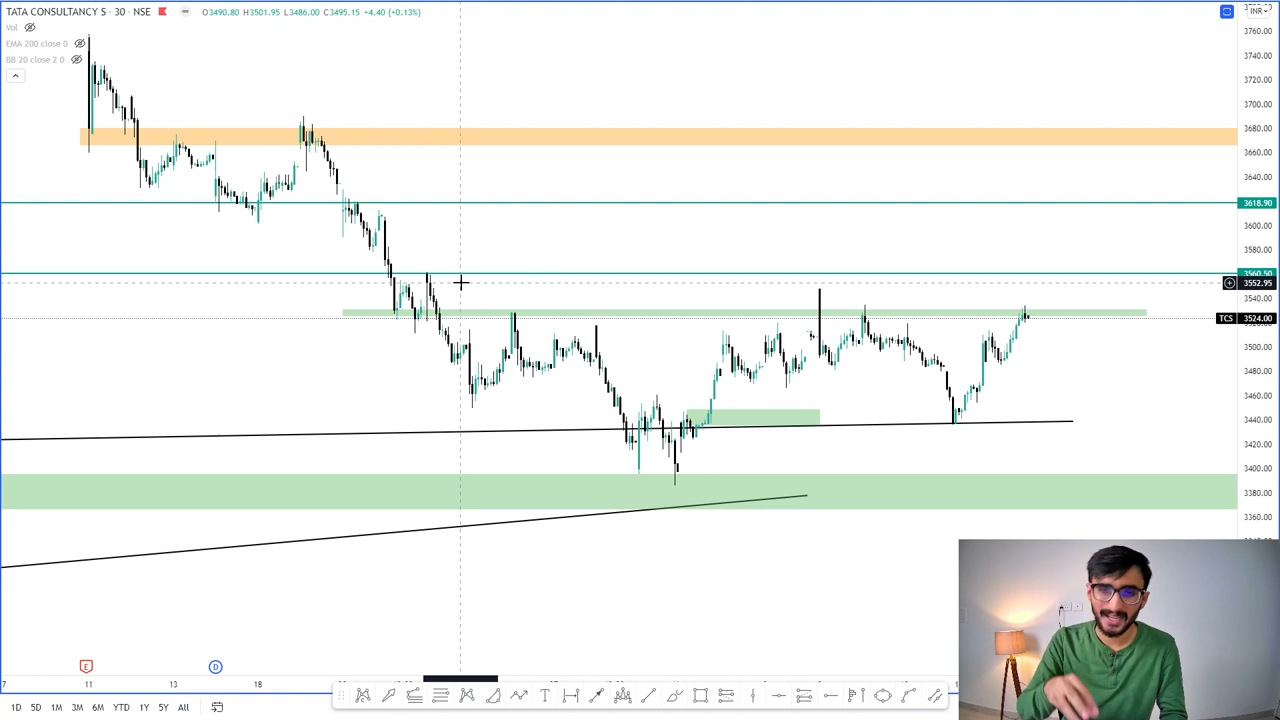 TATA CONSULTANCY S · 30 · NSE O3490.80 H3501.95 L3486.00 C3495.15 +4.40 (+0.13%)
INR
Vol
EMA 200 close 0
BB 20 close 2 0
3760.00
3740.00
3720.00
3700.00
3680.00
3660.00
3640.00
3618.90
3600.00
3580.00
3560.50
3552.95
3540.00
TCS 3524.00
3500.00
3480.00
3460.00
3440.00
3420.00
3400.00
3380.00
3360.00
E D
7 11 13 18
1D 5D 1M 3M 6M YTD 1Y 5Y All